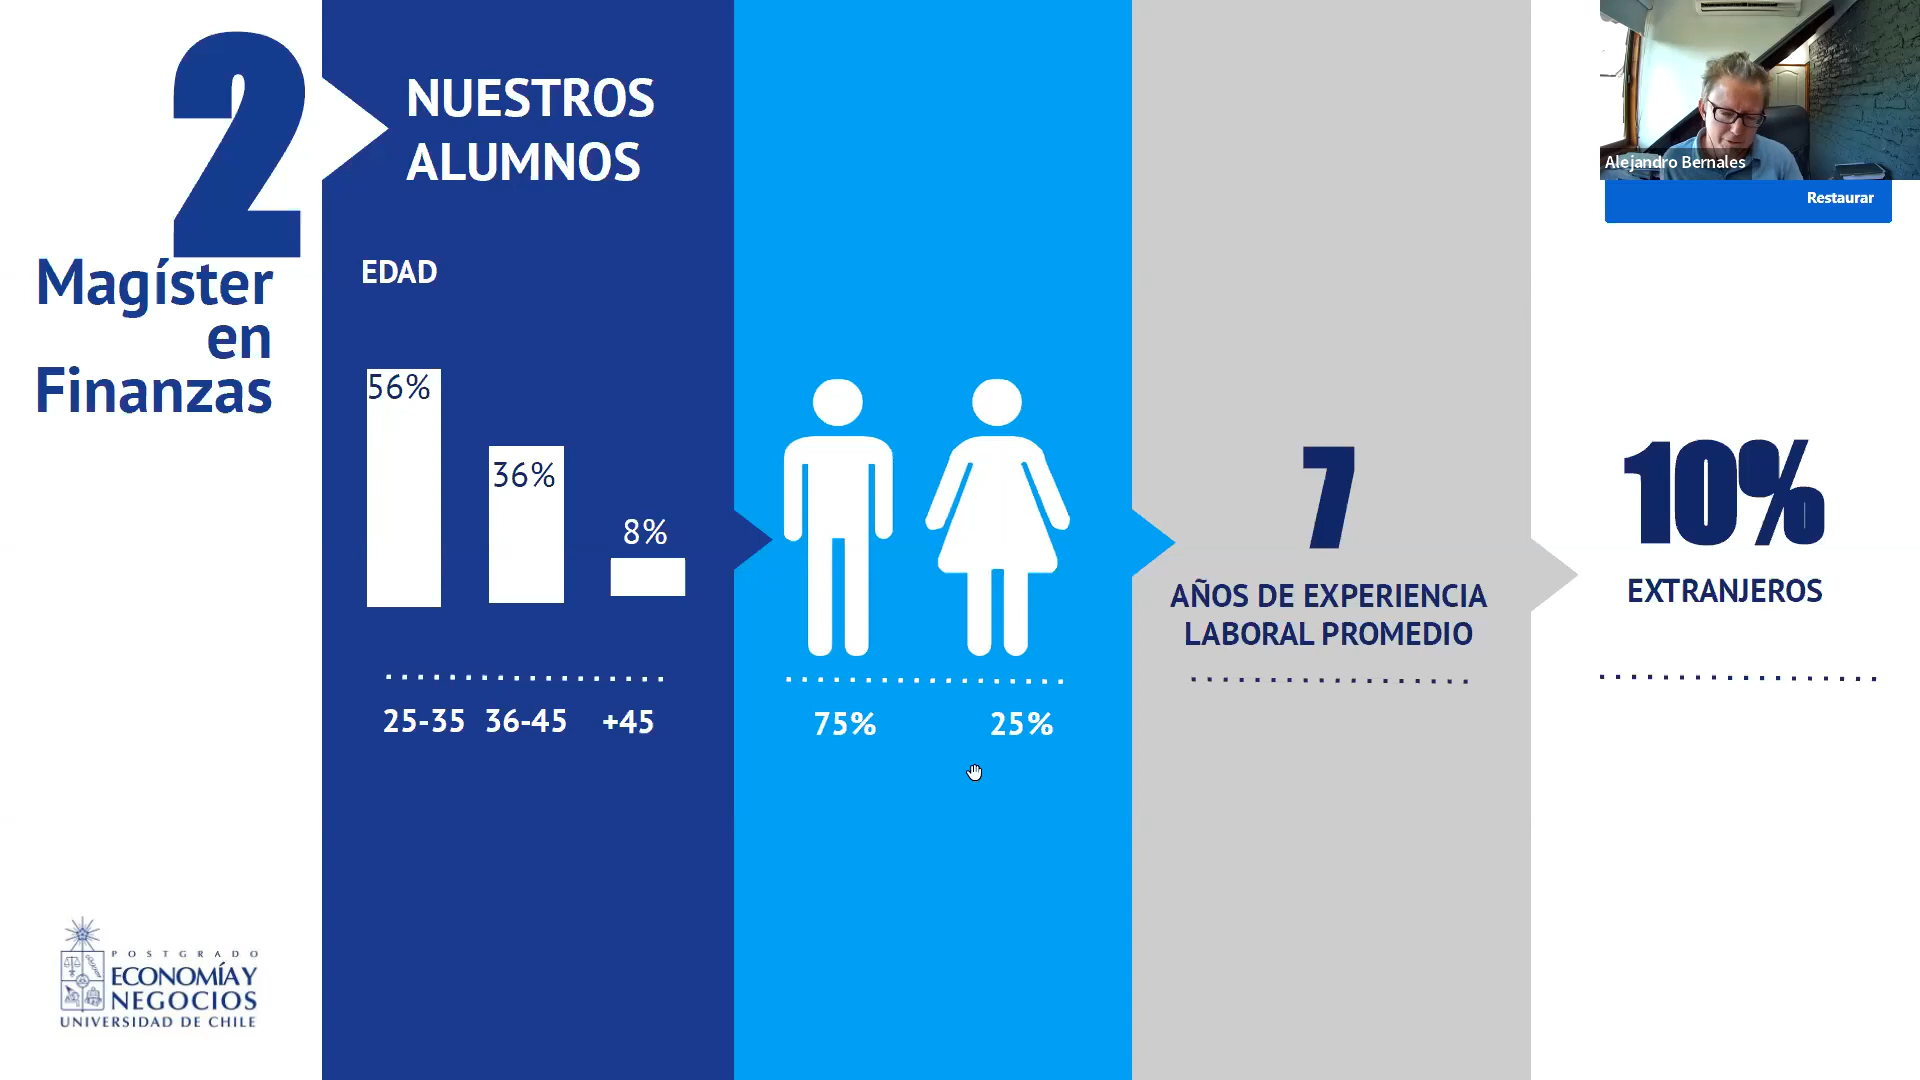 2
Magíster
en
Finanzas
NUESTROS
ALUMNOS
EDAD
56%
36%
8%
25-35 36-45 +45
75% 25%
7
AÑOS DE EXPERIENCIA
LABORAL PROMEDIO
10%
EXTRANJEROS
Alejandro Bernales
Restaurar
POSTGRADO
ECONOMÍA Y
NEGOCIOS
UNIVERSIDAD DE CHILE